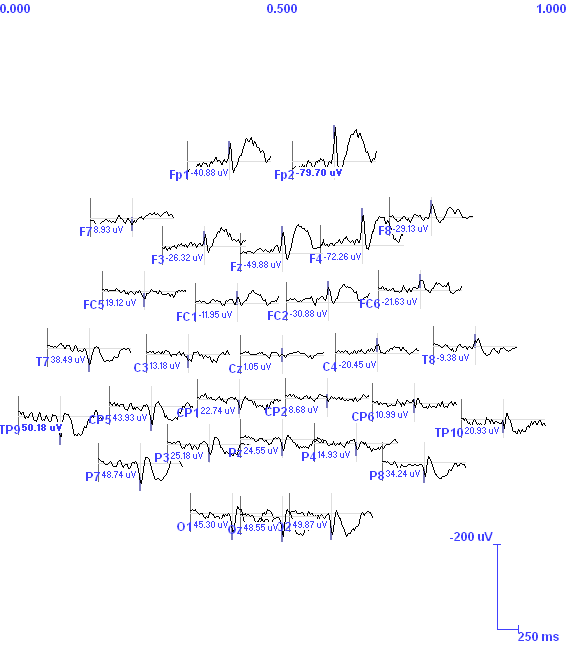 0.000 0.500 1.000
Fp1 -40.88 uV Fp2 -79.70 uV
F7 8.93 uV F8 -29.13 uV
F3 -26.32 uV Fz -49.88 uV F4 -72.26 uV
FC5 19.12 uV FC1 -11.95 uV FC2 -30.88 uV FC6 -21.63 uV
T7 38.49 uV C3 13.18 uV Cz 1.05 uV C4 -20.45 uV T8 -9.38 uV
TP9 50.18 uV CP5 43.93 uV CP1 22.74 uV CP2 8.68 uV CP6 10.99 uV TP10 20.93 uV
P7 48.74 uV P3 25.18 uV 24.55 uV P4 14.93 uV P8 34.24 uV
O1 45.30 uV Oz 48.55 uV 49.87 uV
-200 uV
250 ms